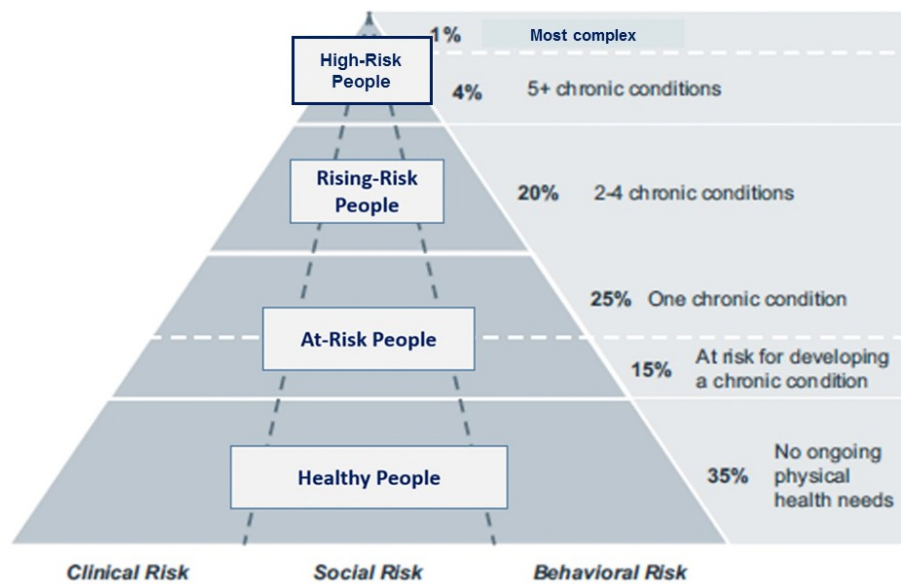 1% Most complex
High-Risk
People
4% 5+ chronic conditions
Rising-Risk
People
20% 2-4 chronic conditions
25% One chronic condition
At-Risk People
15% At risk for developing
a chronic condition
Healthy People
35% No ongoing
physical
health needs
Clinical Risk Social Risk Behavioral Risk